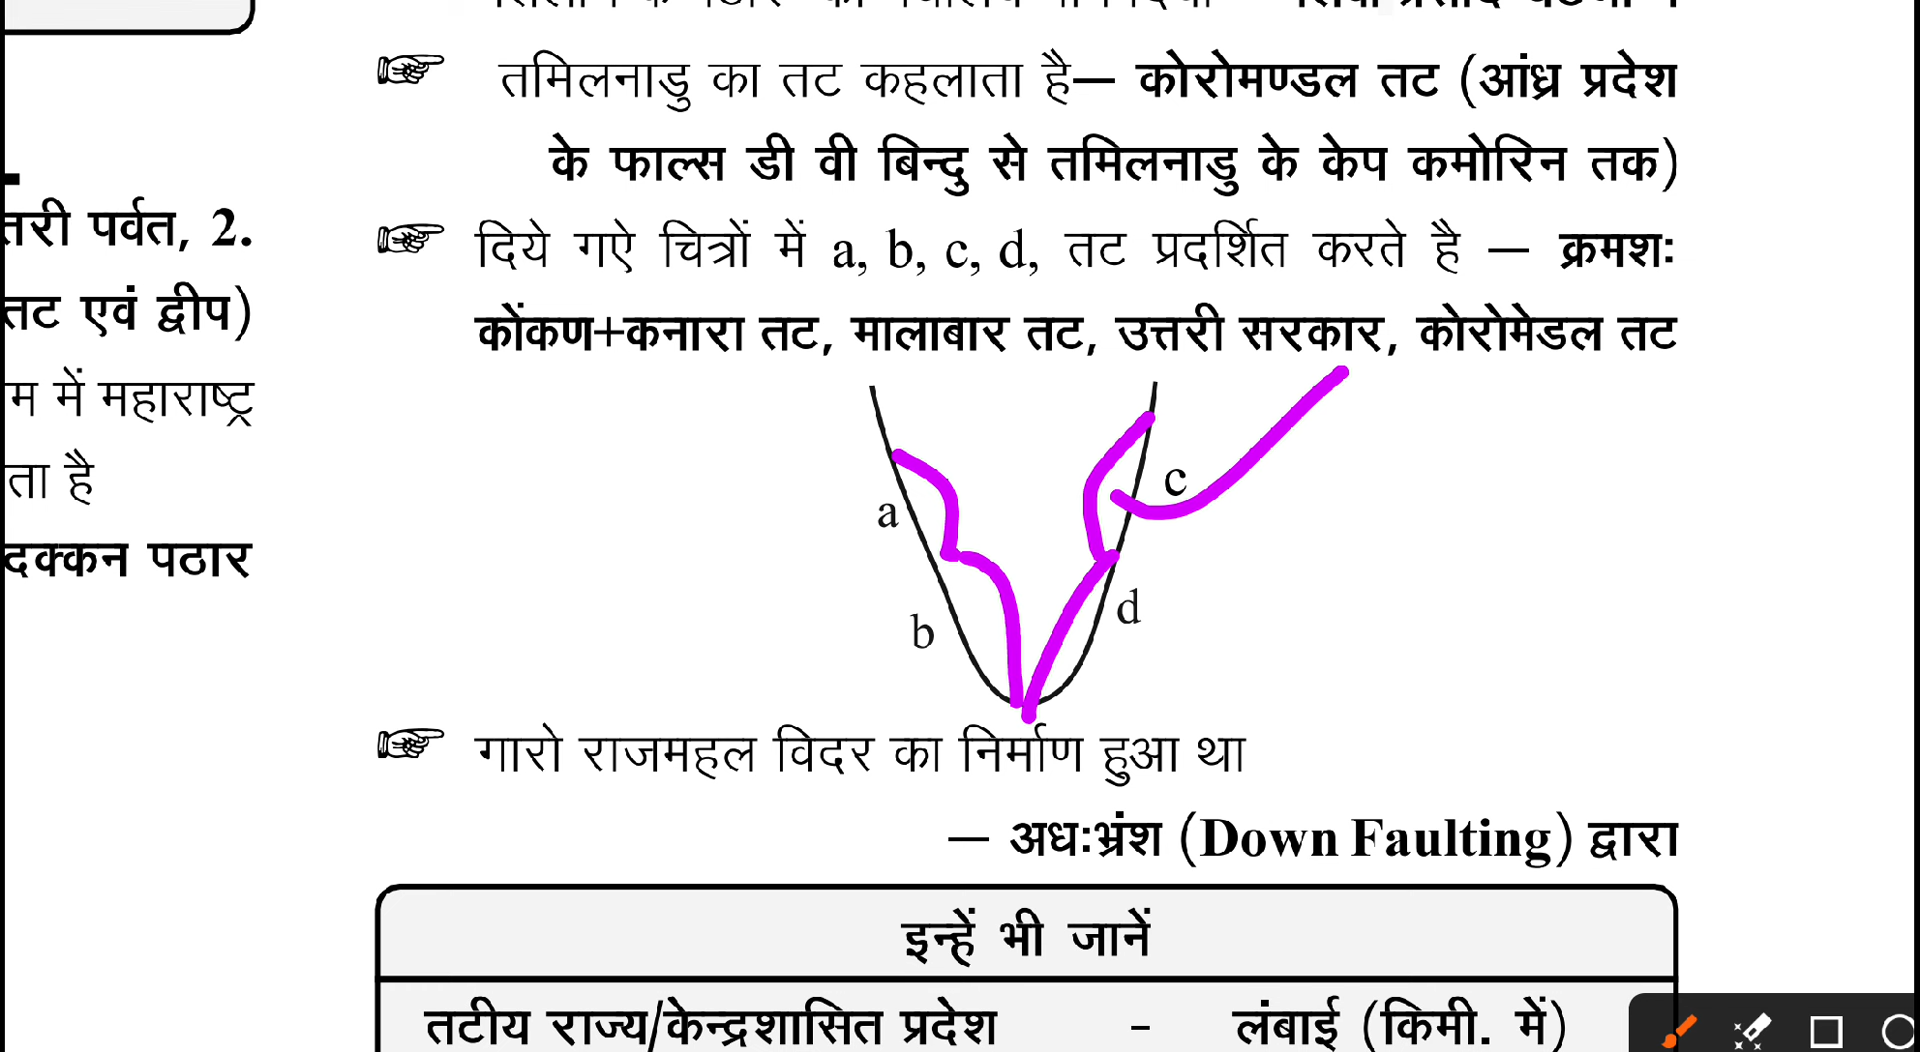 तमिलनाडु का तट कहलाता है— कोरोमण्डल तट (आंध्र प्रदेश
के फाल्स डी वी बिन्दु से तमिलनाडु के केप कमोरिन तक)
तरी पर्वत, 2.
दिये गऐ चित्रों में a, b, c, d, तट प्रदर्शित करते है – क्रमशः
तट एवं द्वीप)
कोंकण+कनारा तट, मालाबार तट, उत्तरी सरकार, कोरोमेडल तट
म में महाराष्ट्र
ता है
c
a
दक्कन पठार
d
b
गारो राजमहल विदर का निर्माण हुआ था
— अधःभ्रंश (Down Faulting) द्वारा
इन्हें भी जानें
तटीय राज्य/केन्द्रशासित प्रदेश - लंबाई (किमी. में)